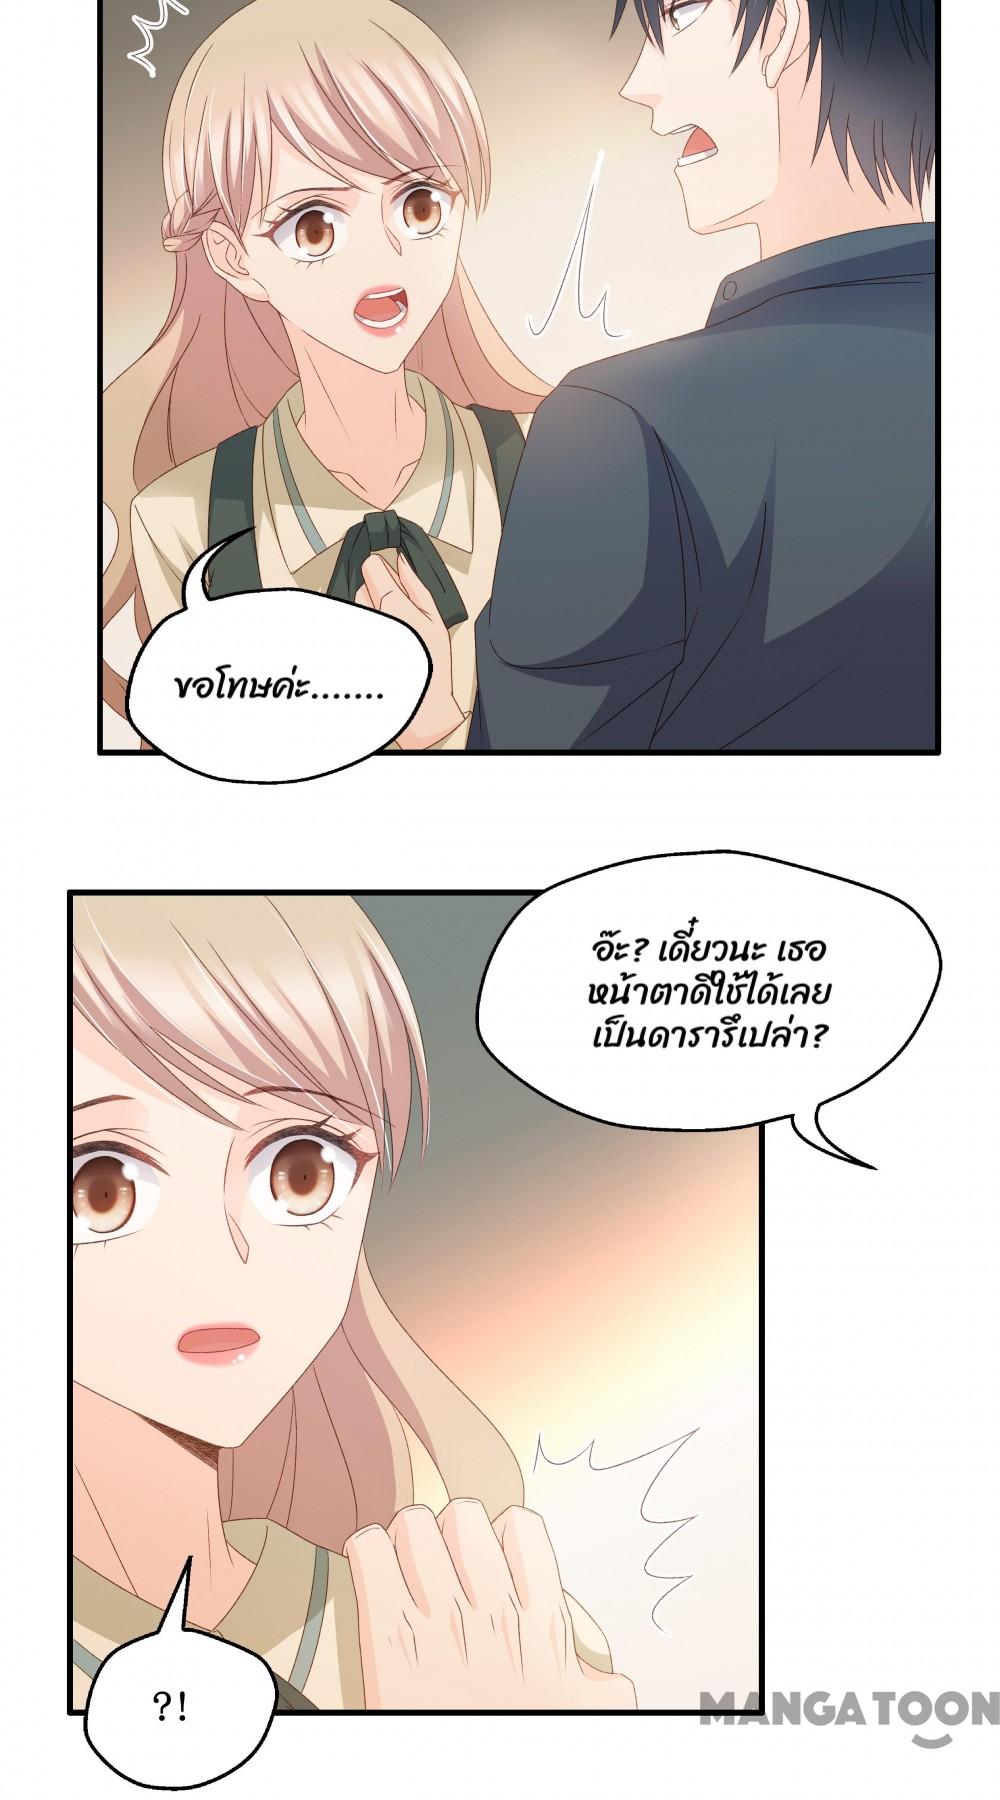 ขอโทษค่ะ.......
อ๊ะ? เดี๋ยวนะ เธอ
หน้าตาดีใช้ได้เลย
เป็นดารารึเปล่า?
?!
MANGATOON